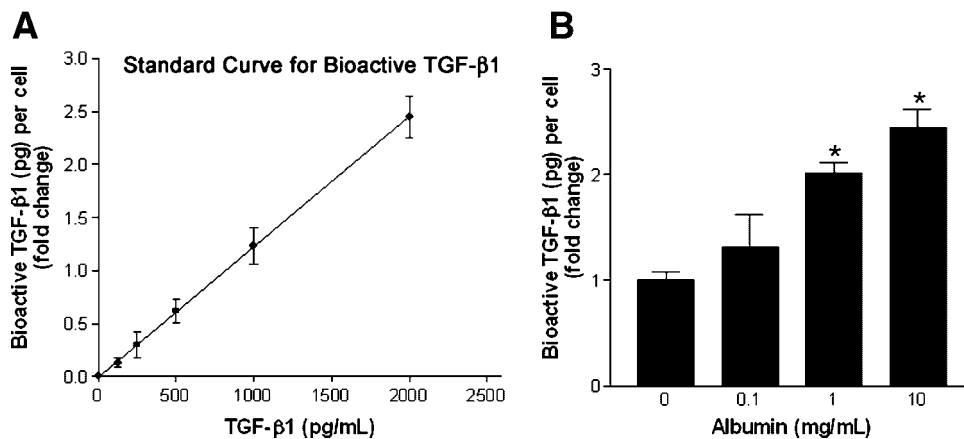 A
Standard Curve for Bioactive TGF-β1
Bioactive TGF-β1 (pg) per cell
(fold change)
3.0
2.5
2.0
1.5
1.0
0.5
0.0
0 500 1000 1500 2000 2500
TGF-β1 (pg/mL)
B
Bioactive TGF-β1 (pg) per cell
(fold change)
3
2
1
0
* *
0 0.1 1 10
Albumin (mg/mL)